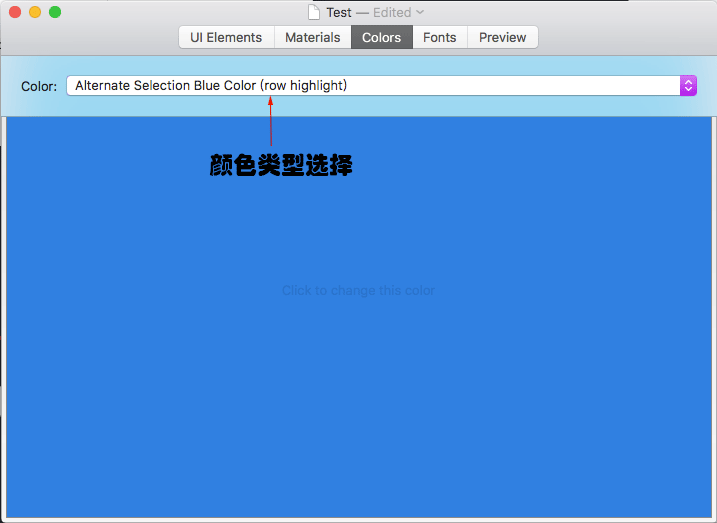 Test — Edited
UI Elements Materials Colors Fonts Preview
Color: Alternate Selection Blue Color (row highlight)
颜色类型选择
Click to change this color